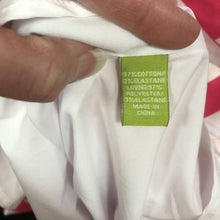 97%COTTON/
3%ELASTANE
LINING:97%
POLYESTER/
3%ELASTANE
MADE IN
CHINA